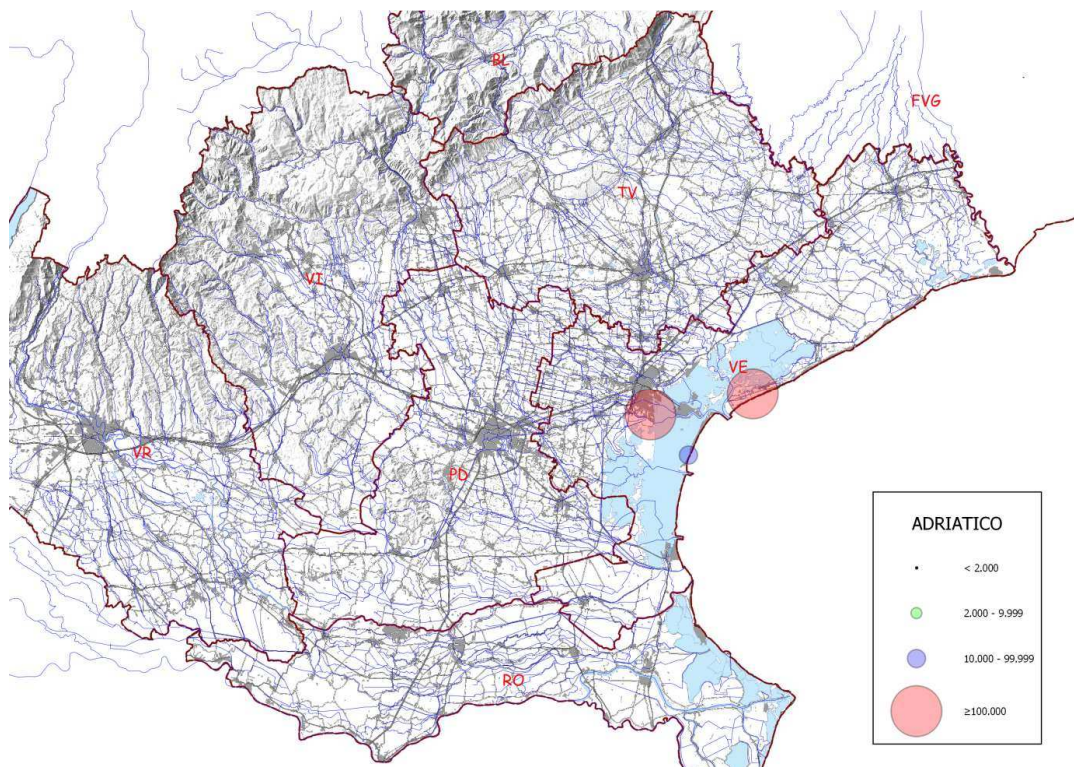 BL
FVG
TV
VI
VE
VR
PD
RO
ADRIATICO
< 2.000
2.000 - 9.999
10.000 - 99.999
≥100.000